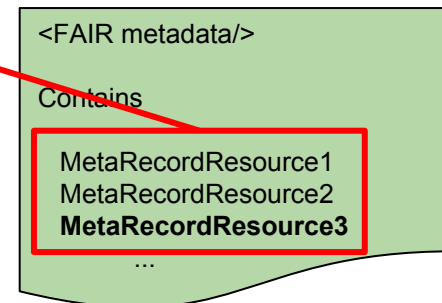 <FAIR metadata/>
Contains
MetaRecordResource1
MetaRecordResource2
MetaRecordResource3
...